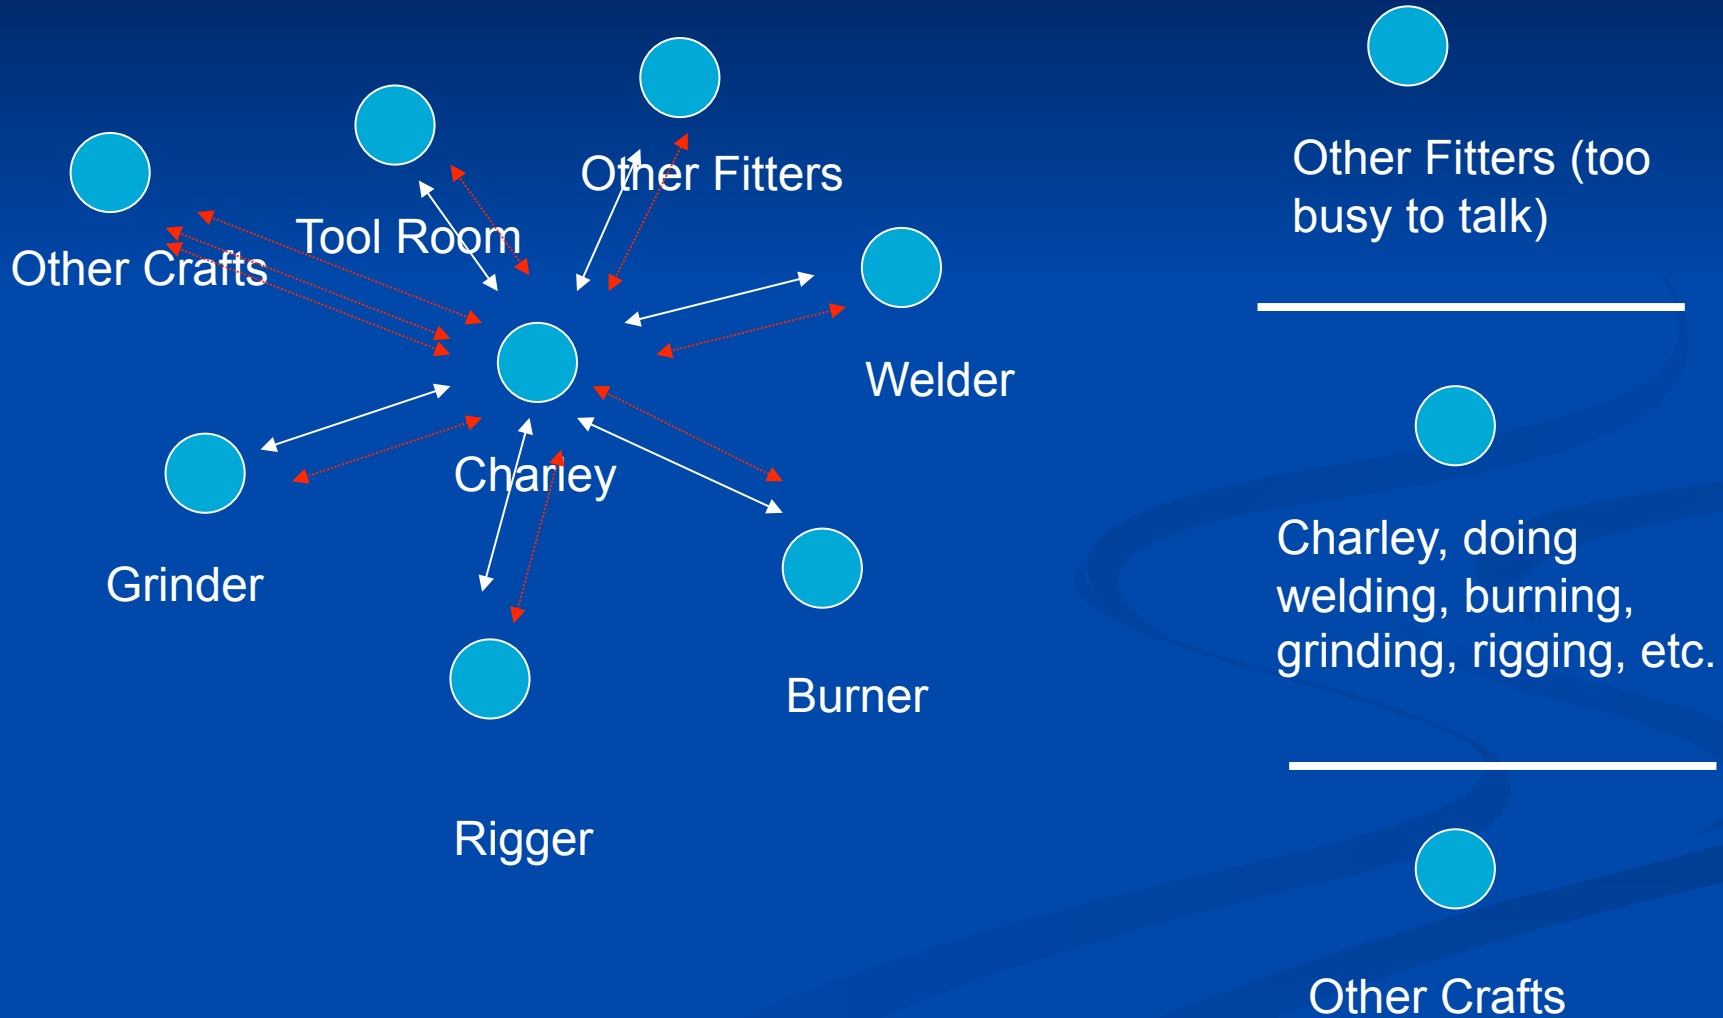 Other Fitters
Tool Room
Other Crafts
Welder
Charley
Grinder
Burner
Rigger
Other Fitters (too
busy to talk)
Charley, doing
welding, burning,
grinding, rigging, etc.
Other Crafts